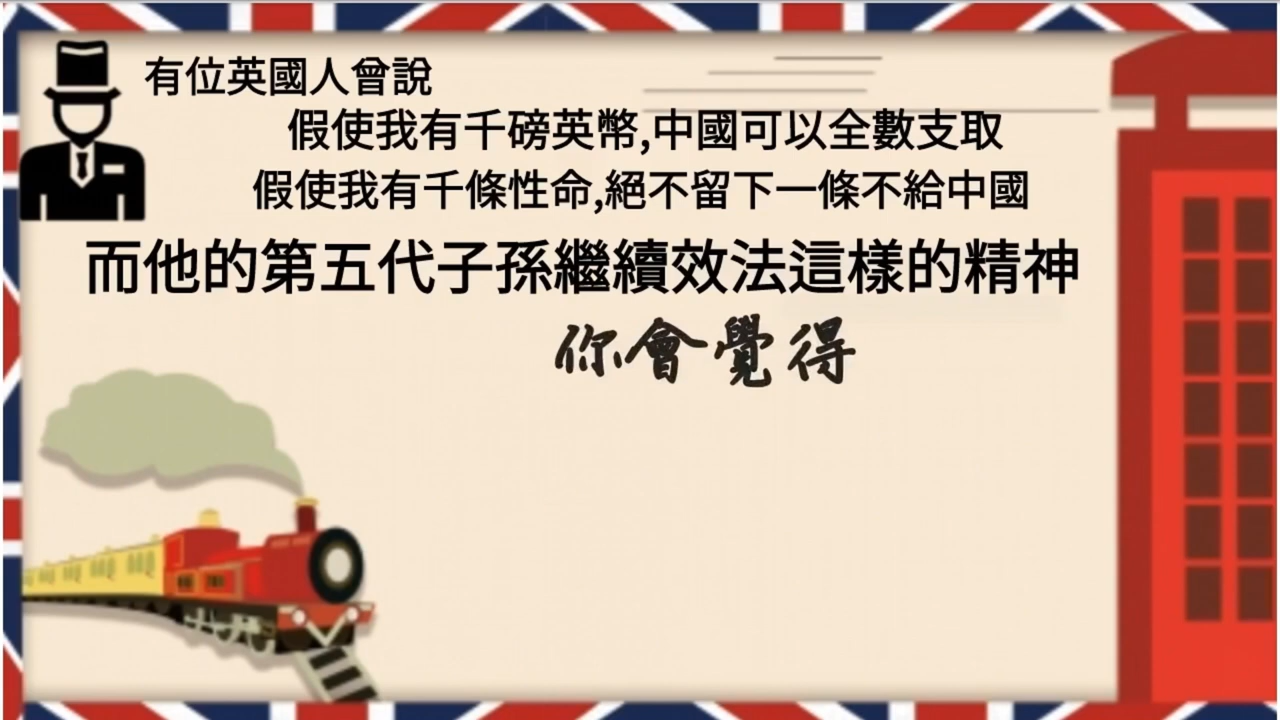 有位英國人曾說
假使我有千磅英幣,中國可以全數支取
假使我有千條性命,絕不留下一條不給中國
而他的第五代子孫繼續效法這樣的精神
你會覺得